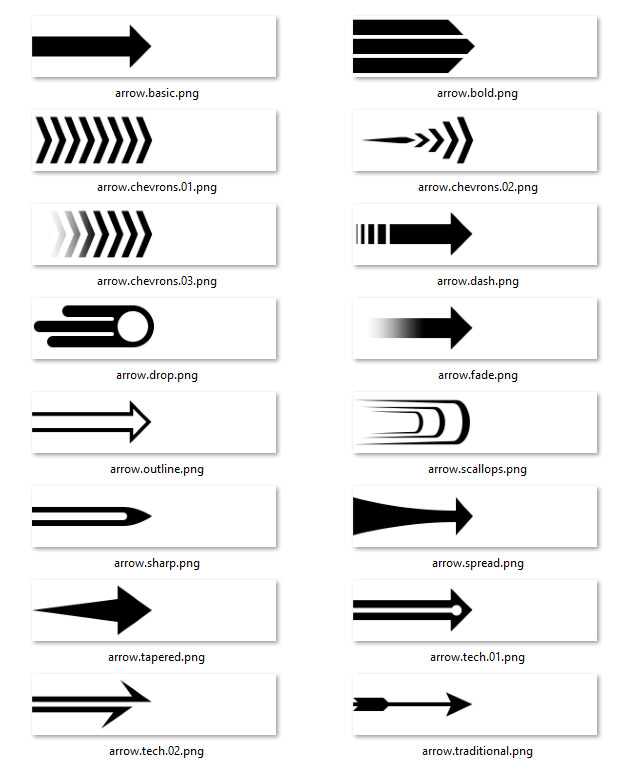 arrow.basic.png
arrow.bold.png
arrow.chevrons.01.png
arrow.chevrons.02.png
arrow.chevrons.03.png
arrow.dash.png
arrow.drop.png
arrow.fade.png
arrow.outline.png
arrow.scallops.png
arrow.sharp.png
arrow.spread.png
arrow.tapered.png
arrow.tech.01.png
arrow.tech.02.png
arrow.traditional.png